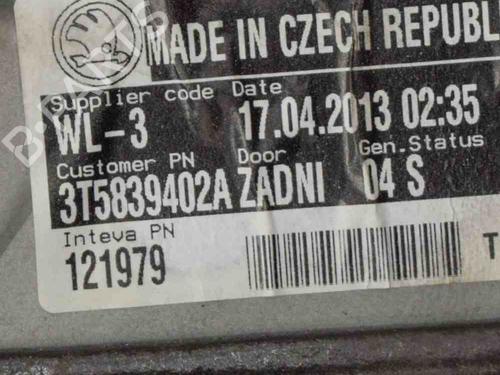 MADE IN CZECH REPUBL
Supplier code Date
WL-3 17.04.2013 02:35
Customer PN Door Gen.Status
3T5839402A ZADNI 04 S
Inteva PN
121979
T
B-PARTS